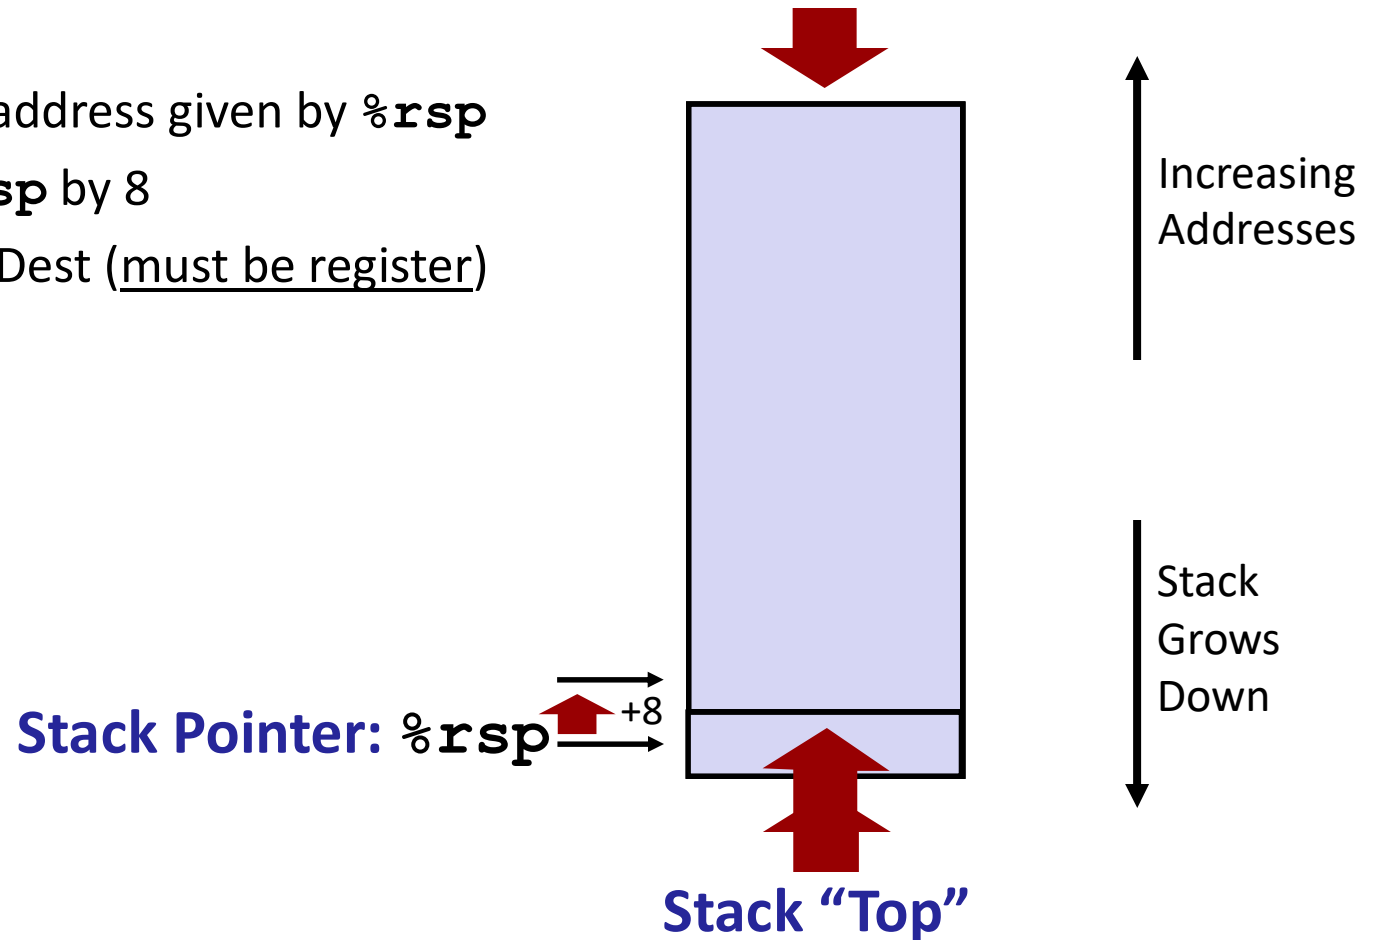 address given by %rsp
sp by 8
Dest (must be register)
Increasing
Addresses
Stack
Grows
Down
+8
Stack Pointer: %rsp
Stack “Top”